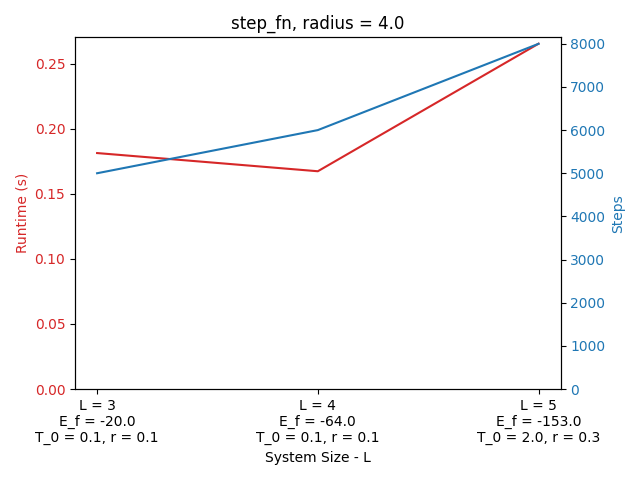 step_fn, radius = 4.0
Runtime (s)
0.25
0.20
0.15
0.10
0.05
0.00
8000
7000
6000
5000
4000
3000
2000
1000
0
Steps
L = 3
E_f = -20.0
T_0 = 0.1, r = 0.1
L = 4
E_f = -64.0
T_0 = 0.1, r = 0.1
L = 5
E_f = -153.0
T_0 = 2.0, r = 0.3
System Size - L